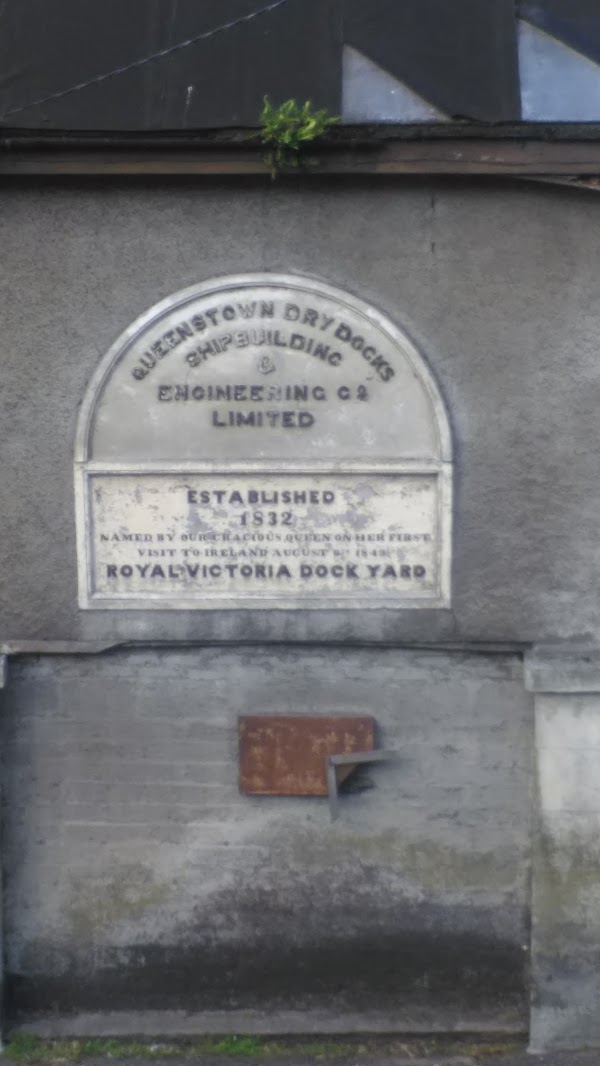 QUEENSTOWN DRY DOCKS
SHIPBUILDING
&
ENGINEERING Co
LIMITED
ESTABLISHED
1832
NAMED BY OUR GRACIOUS QUEEN ON HER FIRST
VISIT TO IRELAND AUGUST 1849
ROYAL VICTORIA DOCK YARD